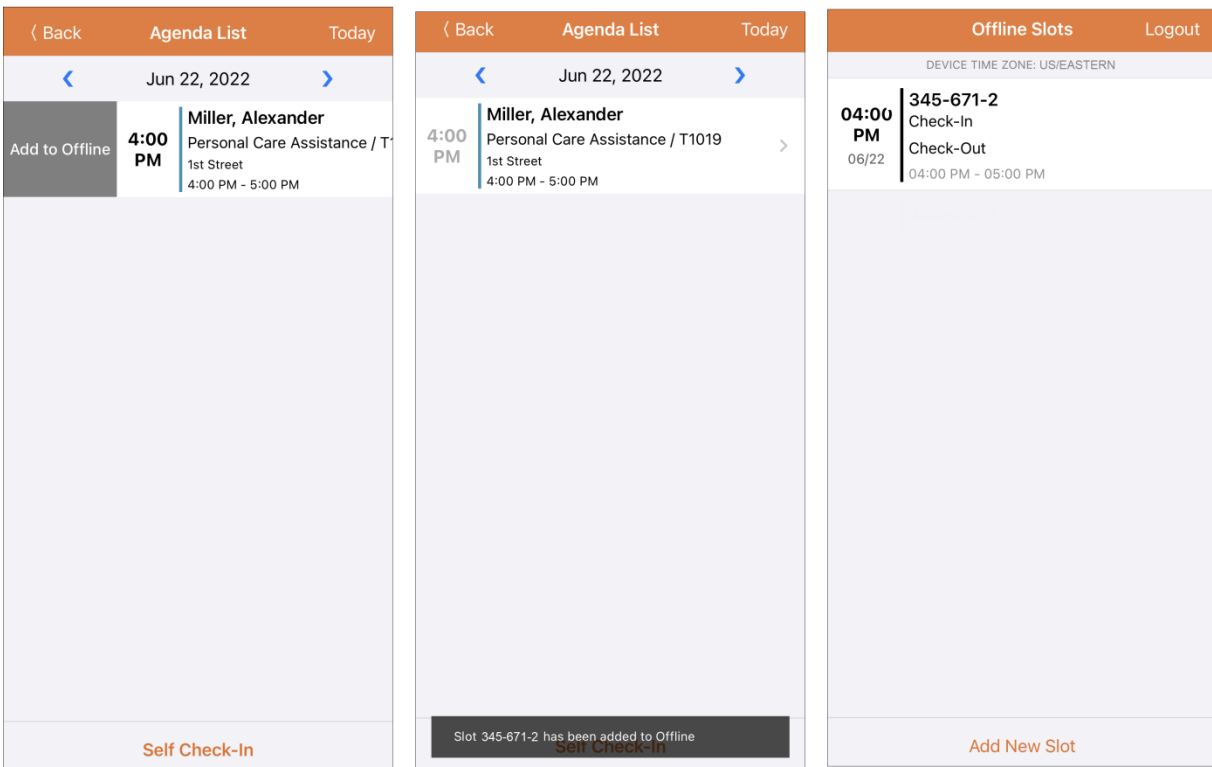 〈 Back Agenda List Today
❮ Jun 22, 2022 ❯
Add to Offline
4:00
PM
Miller, Alexander
Personal Care Assistance / T1
1st Street
4:00 PM - 5:00 PM
Self Check-In
〈 Back Agenda List Today
❮ Jun 22, 2022 ❯
4:00
PM
Miller, Alexander
Personal Care Assistance / T1019
1st Street
4:00 PM - 5:00 PM
Slot 345-671-2 has been added to Offline
Self Check-In
Offline Slots Logout
DEVICE TIME ZONE: US/EASTERN
04:00
PM
06/22
345-671-2
Check-In
Check-Out
04:00 PM - 05:00 PM
Add New Slot